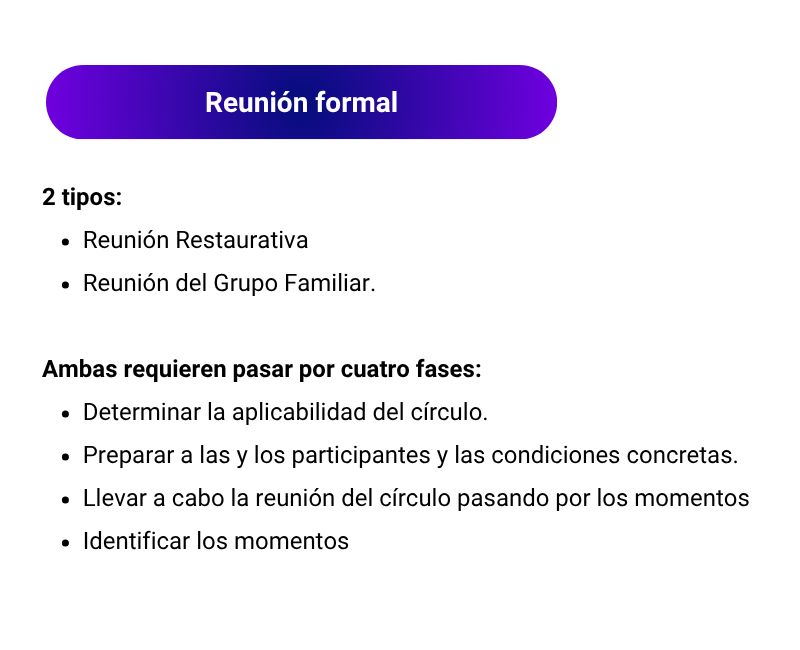 Reunión formal
2 tipos:
• Reunión Restaurativa
• Reunión del Grupo Familiar.
Ambas requieren pasar por cuatro fases:
• Determinar la aplicabilidad del círculo.
• Preparar a las y los participantes y las condiciones concretas.
• Llevar a cabo la reunión del círculo pasando por los momentos
• Identificar los momentos